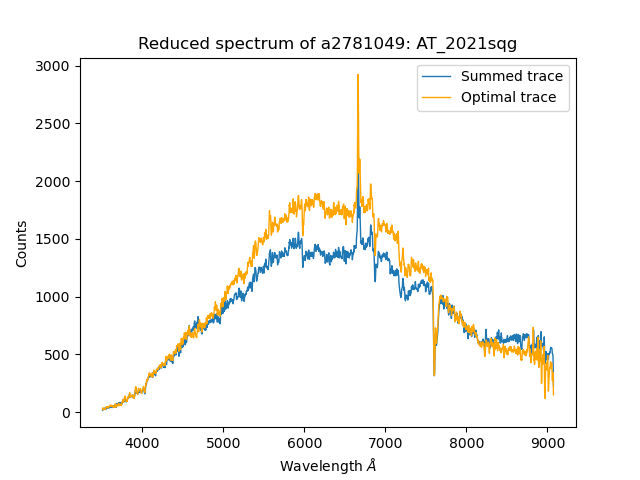 Reduced spectrum of a2781049: AT_2021sqg
Summed trace
Optimal trace
3000
2500
2000
1500
1000
500
0
Counts
4000 5000 6000 7000 8000 9000
Wavelength Å